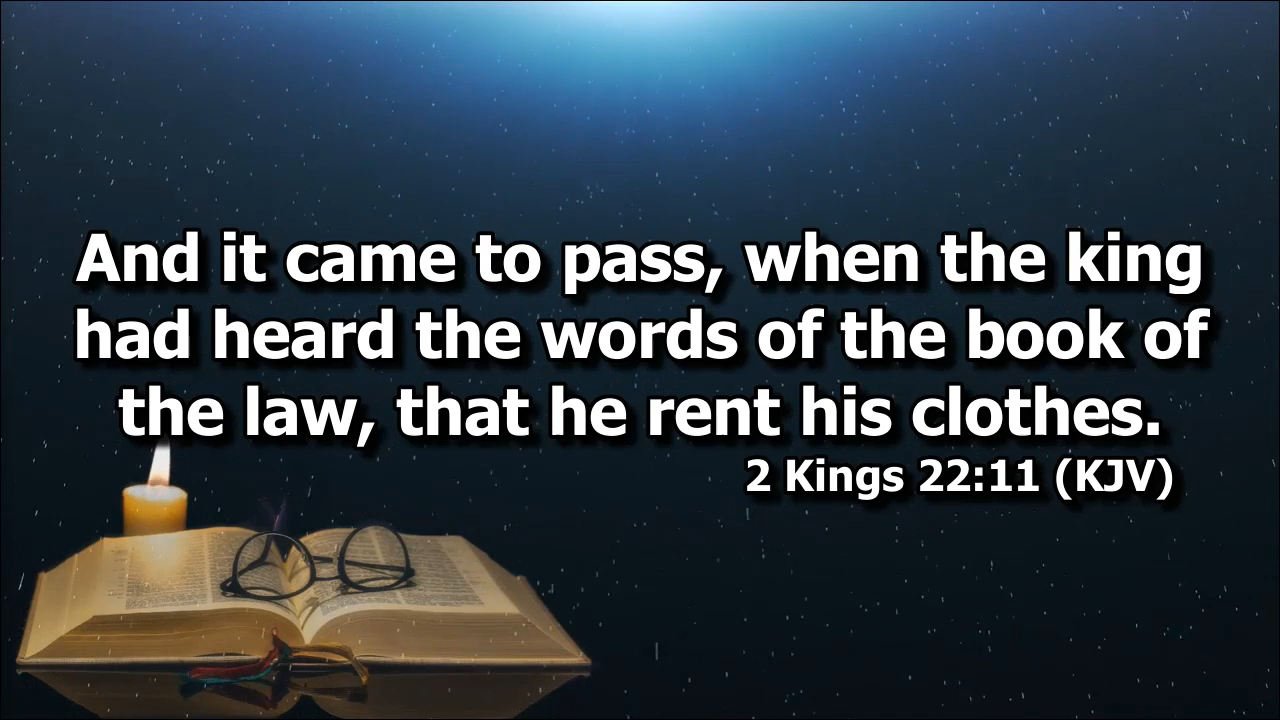 And it came to pass, when the king
had heard the words of the book of
the law, that he rent his clothes.
2 Kings 22:11 (KJV)